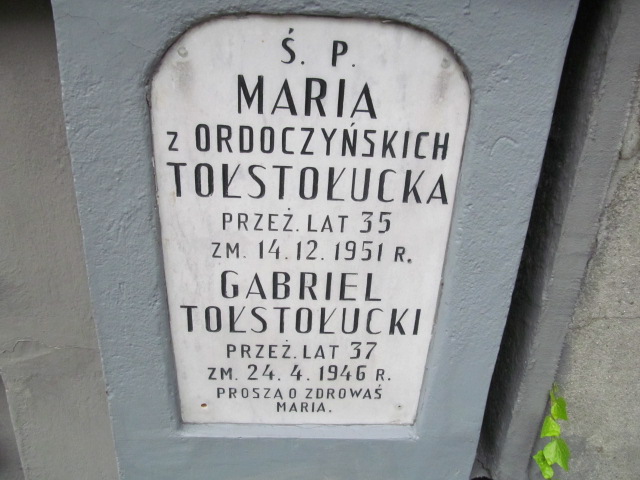 Ś. P.
MARIA
Z ORDOCZYŃSKICH
TOŁSTOŁUCKA
PRZEŻ. LAT 35
ZM. 14.12.1951 R.
GABRIEL
TOŁSTOŁUCKI
PRZEŻ. LAT 37
ZM. 24.4.1946 R.
PROSZĄ O ZDROWAŚ
MARIA.